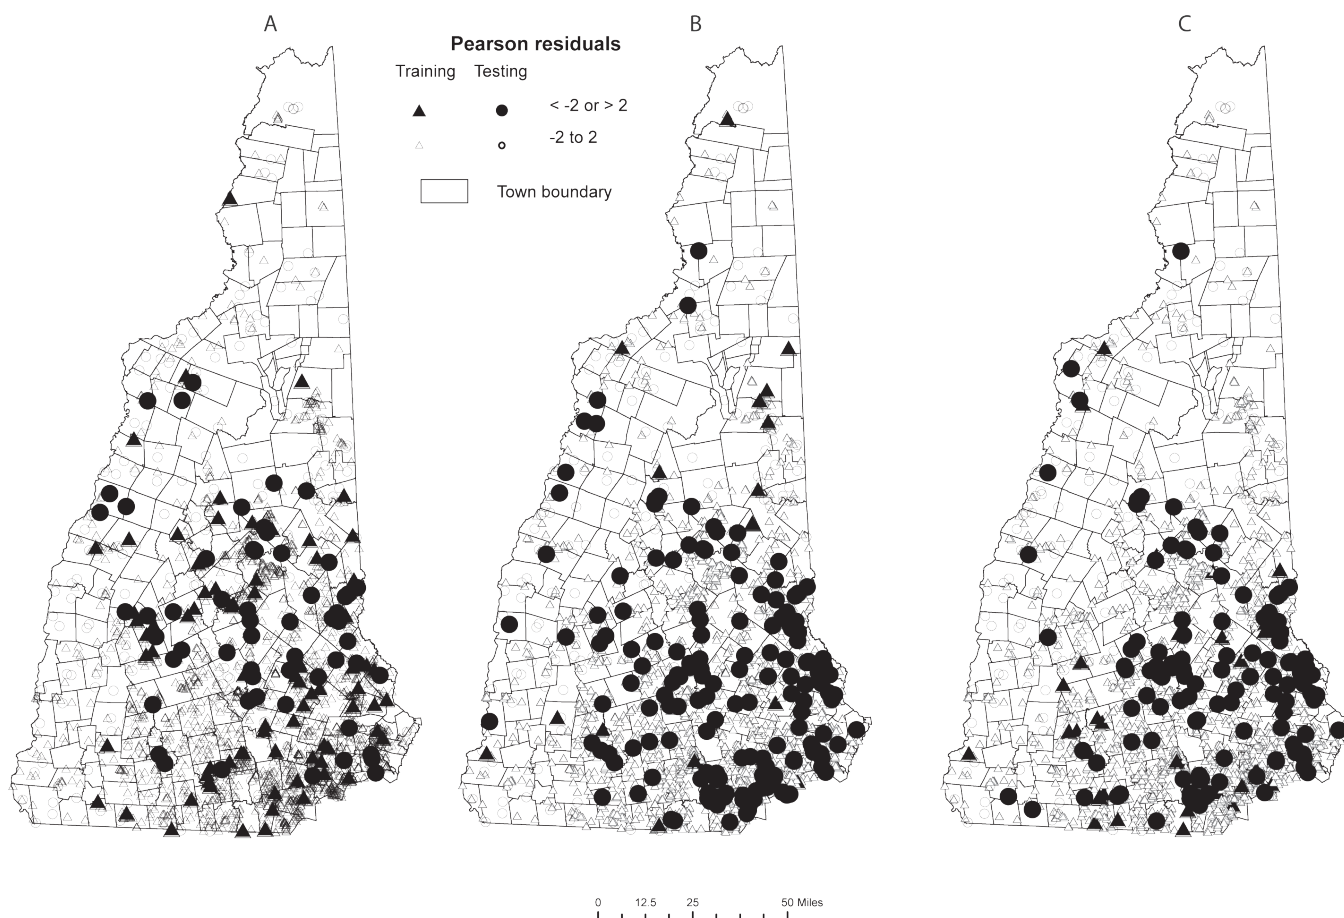 A B C
Pearson residuals
Training Testing
< -2 or > 2
-2 to 2
Town boundary
0 12.5 25 50 Miles